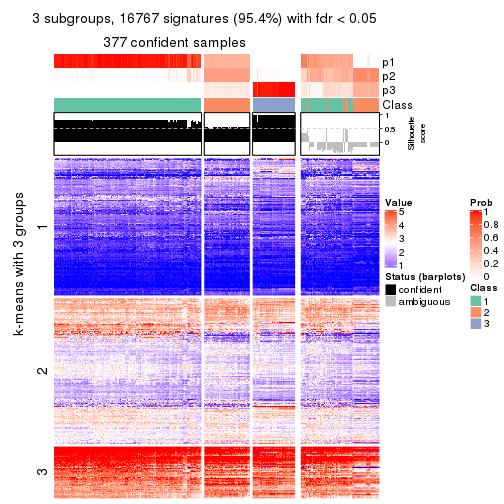 3 subgroups, 16767 signatures (95.4%) with fdr < 0.05
377 confident samples
p1
p2
p3
Class
1
0.5
0
Silhouette
score
k-means with 3 groups
1
2
3
Value
5
4
3
2
1
Status (barplots)
confident
ambiguous
Prob
1
0.8
0.6
0.4
0.2
0
Class
1
2
3